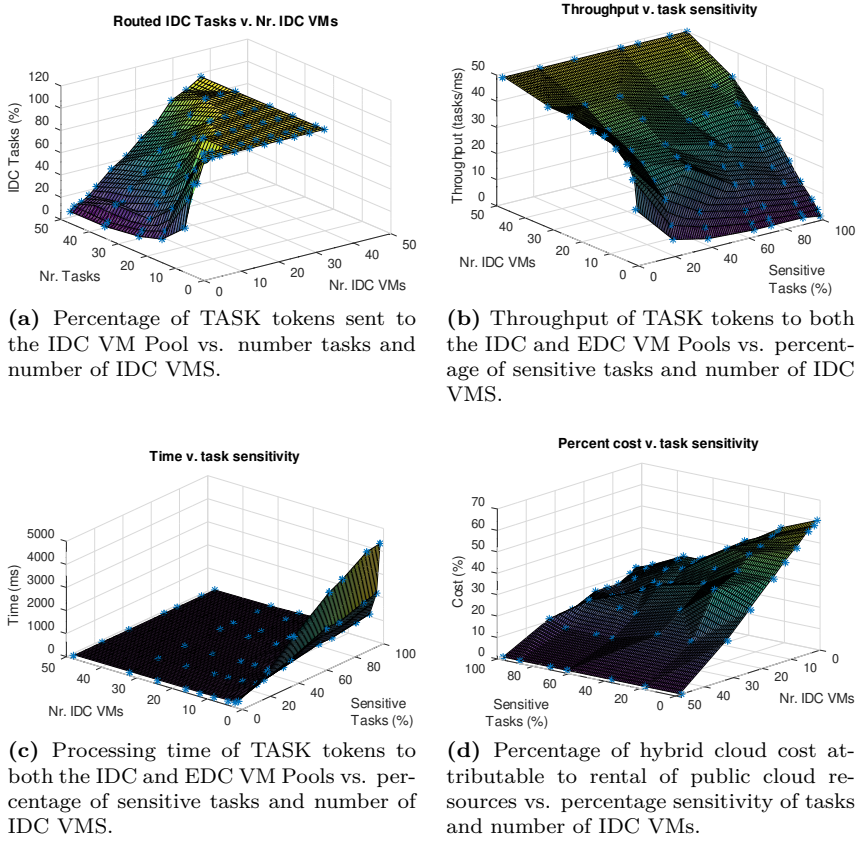 Routed IDC Tasks v. Nr. IDC VMs
120
100
80
60
40
20
0
IDC Tasks (%)
50
40
30
20
10
0
Nr. Tasks
0
10
20
30
40
50
Nr. IDC VMs
(a) Percentage of TASK tokens sent to
the IDC VM Pool vs. number tasks and
number of IDC VMS.
Throughput v. task sensitivity
50
40
30
20
10
0
Throughput (tasks/ms)
50
40
30
20
10
0
Nr. IDC VMs
0
20
40
60
80
100
Sensitive
Tasks (%)
(b) Throughput of TASK tokens to both
the IDC and EDC VM Pools vs. percent-
age of sensitive tasks and number of IDC
VMS.
Time v. task sensitivity
5000
4000
3000
2000
1000
0
Time (ms)
50
40
30
20
10
0
Nr. IDC VMs
0
20
40
60
80
100
Sensitive
Tasks (%)
(c) Processing time of TASK tokens to
both the IDC and EDC VM Pools vs. per-
centage of sensitive tasks and number of
IDC VMS.
Percent cost v. task sensitivity
70
60
50
40
30
20
10
0
Cost (%)
100
80
60
40
20
0
Sensitive
Tasks (%)
50
40
30
20
10
0
Nr. IDC VMs
(d) Percentage of hybrid cloud cost at-
tributable to rental of public cloud re-
sources vs. percentage sensitivity of tasks
and number of IDC VMs.